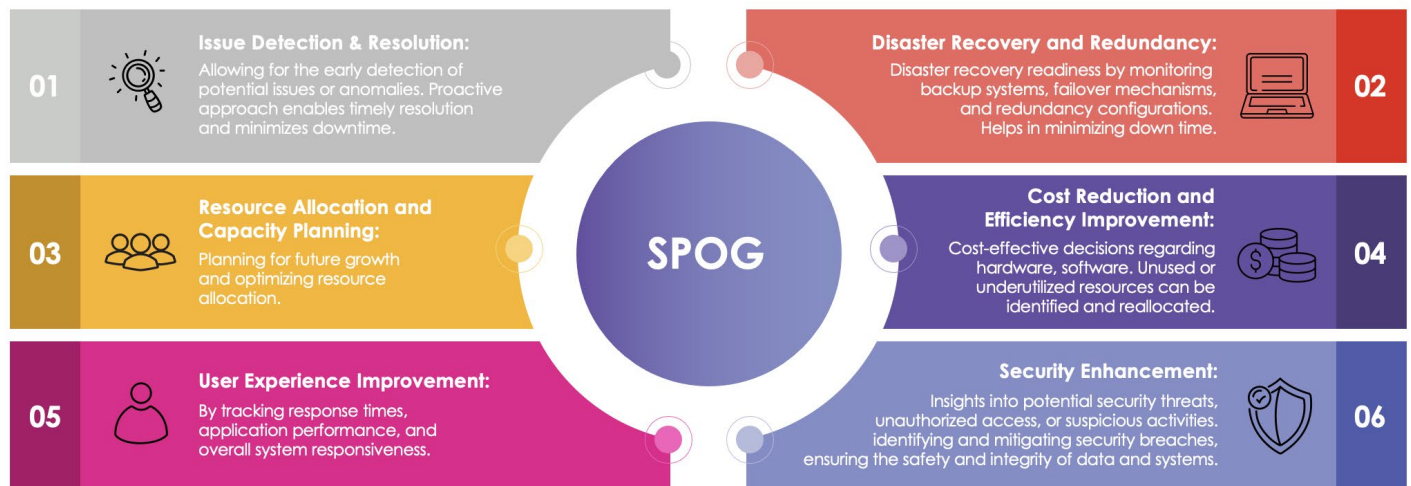 01
Issue Detection & Resolution:
Allowing for the early detection of
potential issues or anomalies. Proactive
approach enables timely resolution
and minimizes downtime.
Disaster Recovery and Redundancy:
Disaster recovery readiness by monitoring
backup systems, failover mechanisms,
and redundancy configurations.
Helps in minimizing down time.
02
03
Resource Allocation and
Capacity Planning:
Planning for future growth
and optimizing resource
allocation.
SPOG
Cost Reduction and
Efficiency Improvement:
Cost-effective decisions regarding
hardware, software. Unused or
underutilized resources can be
identified and reallocated.
$
04
05
User Experience Improvement:
By tracking response times,
application performance, and
overall system responsiveness.
Security Enhancement:
Insights into potential security threats,
unauthorized access, or suspicious activities.
identifying and mitigating security breaches,
ensuring the safety and integrity of data and systems.
06